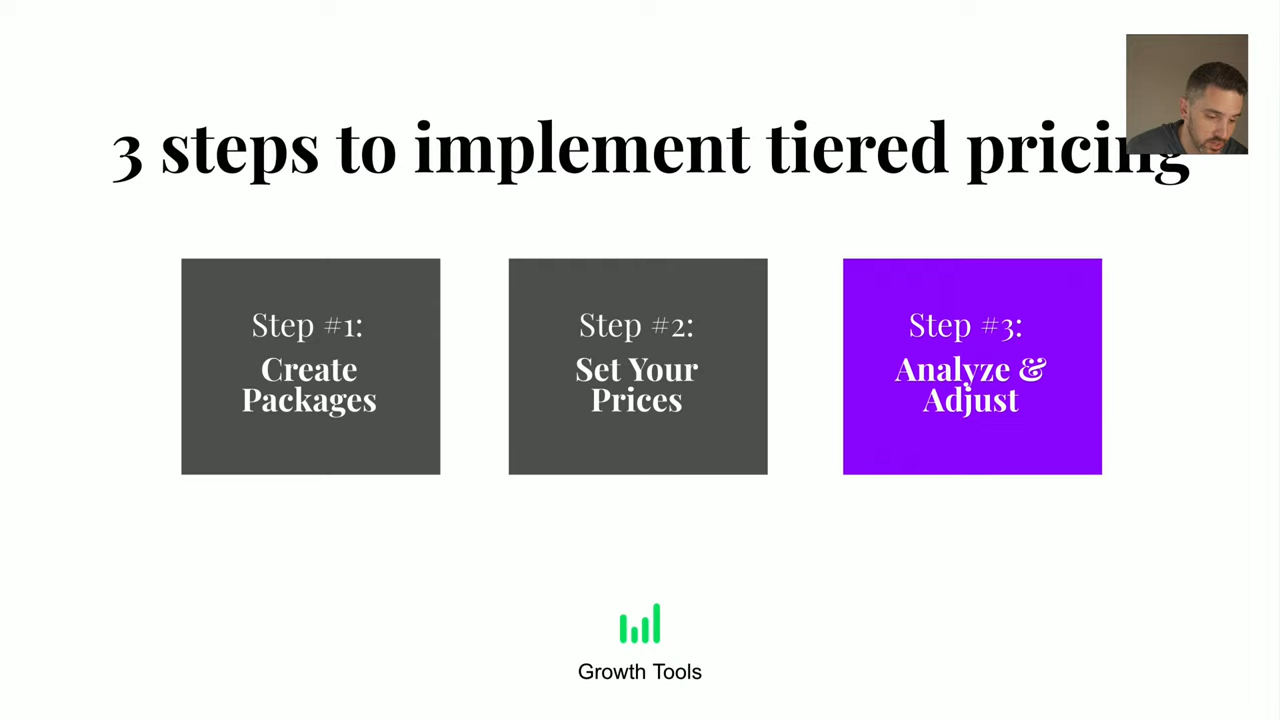 3 steps to implement tiered pricing
Step #1:
Create
Packages
Step #2:
Set Your
Prices
Step #3:
Analyze &
Adjust
Growth Tools